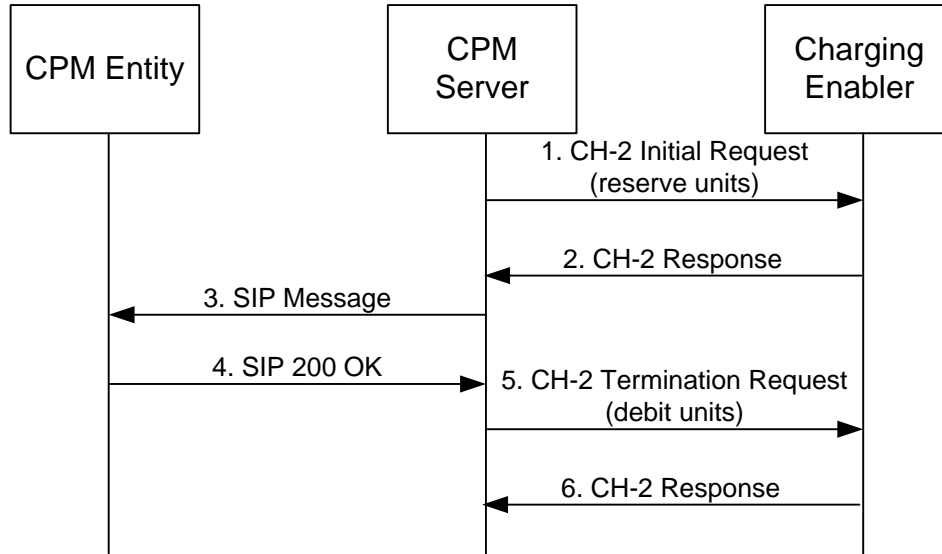 CPM Entity
CPM
Server
Charging
Enabler
1. CH-2 Initial Request
(reserve units)
2. CH-2 Response
3. SIP Message
4. SIP 200 OK
5. CH-2 Termination Request
(debit units)
6. CH-2 Response